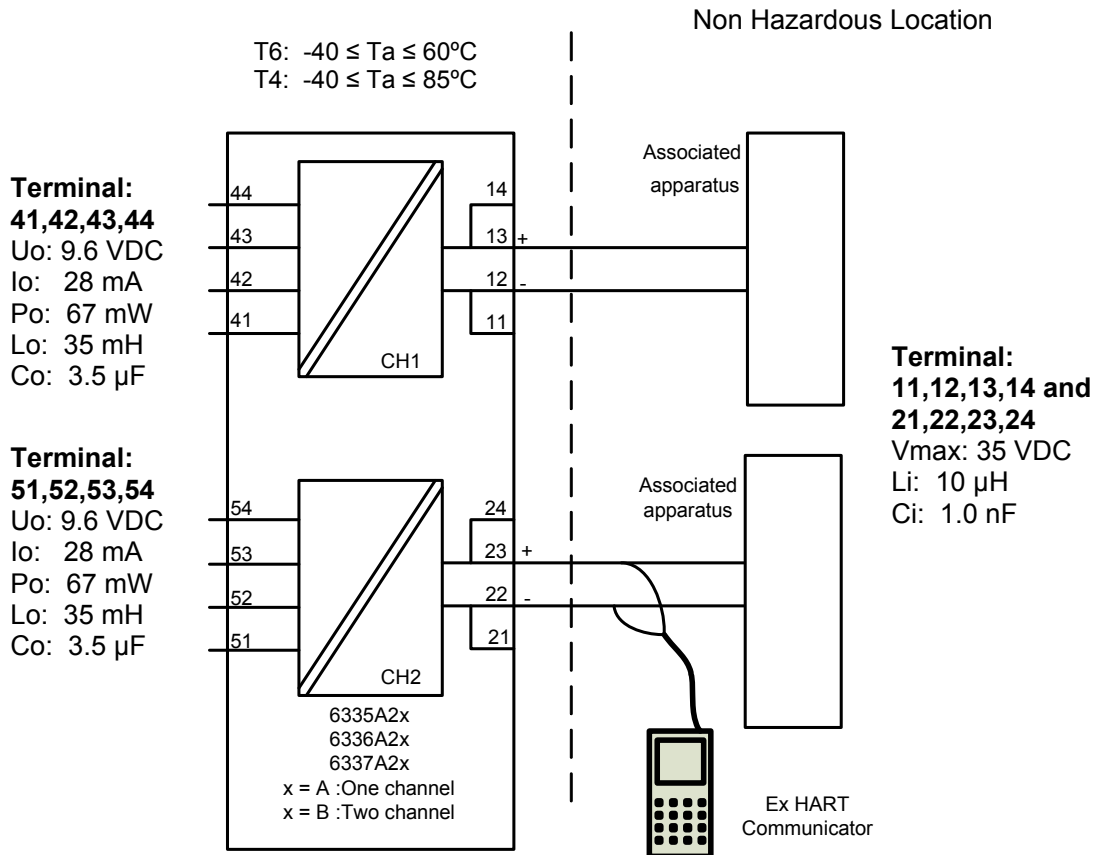 Non Hazardous Location
T6: -40 ≤ Ta ≤ 60ºC
T4: -40 ≤ Ta ≤ 85ºC
Terminal:
41,42,43,44
Uo: 9.6 VDC
Io: 28 mA
Po: 67 mW
Lo: 35 mH
Co: 3.5 µF
44
43
42
41
CH1
14
13 +
12 -
11
Associated
apparatus
Terminal:
11,12,13,14 and
21,22,23,24
Vmax: 35 VDC
Li: 10 µH
Ci: 1.0 nF
Terminal:
51,52,53,54
Uo: 9.6 VDC
Io: 28 mA
Po: 67 mW
Lo: 35 mH
Co: 3.5 µF
54
53
52
51
CH2
24
23 +
22 -
21
Associated
apparatus
6335A2x
6336A2x
6337A2x
x = A :One channel
x = B :Two channel
Ex HART
Communicator